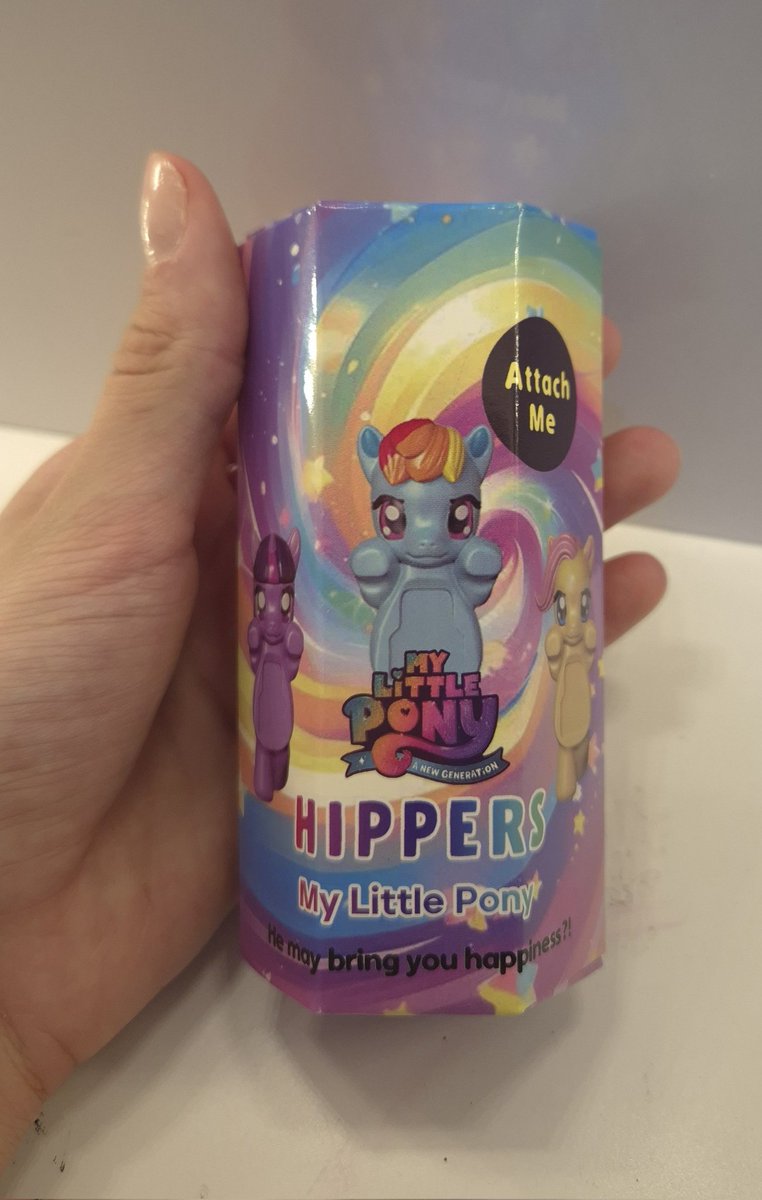 Attach
Me
MY
LiTTLE
PONY
A NEW GENERATION
HIPPERS
My Little Pony
He may bring you happiness?!